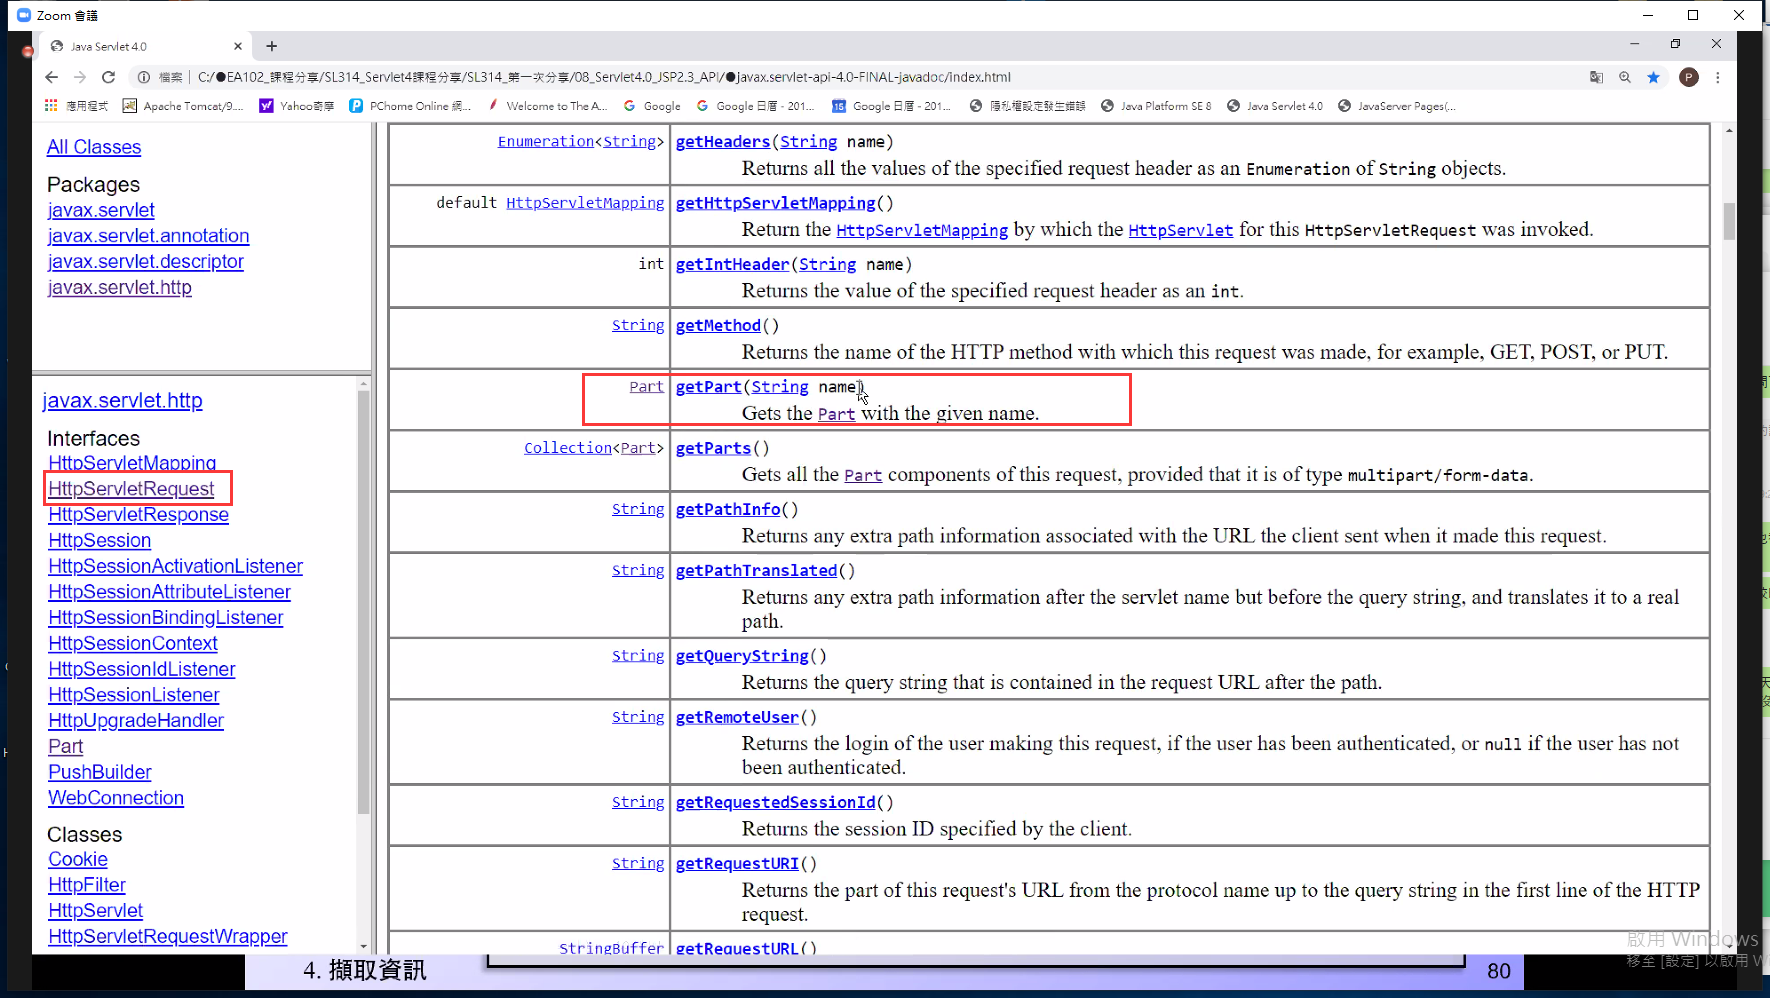 Zoom 會議
Java Servlet 4.0
檔案 C:/●EA102_課程分享/SL314_Servlet4課程分享/SL314_第一次分享/08_Servlet4.0_JSP2.3_API/●javax.servlet-api-4.0-FINAL-javadoc/index.html
P
應用程式 Apache Tomcat/9.... Yahoo奇摩 PChome Online 網... Welcome to The A... Google Google 日曆 - 201... Google 日曆 - 201... 隱私權設定發生錯誤 Java Platform SE 8 Java Servlet 4.0 JavaServer Pages(...
All Classes
Packages
javax.servlet
javax.servlet.annotation
javax.servlet.descriptor
javax.servlet.http
javax.servlet.http
Interfaces
HttpServletMapping
HttpServletRequest
HttpServletResponse
HttpSession
HttpSessionActivationListener
HttpSessionAttributeListener
HttpSessionBindingListener
HttpSessionContext
HttpSessionIdListener
HttpSessionListener
HttpUpgradeHandler
Part
PushBuilder
WebConnection
Classes
Cookie
HttpFilter
HttpServlet
HttpServletRequestWrapper
Enumeration<String> getHeaders(String name)
Returns all the values of the specified request header as an Enumeration of String objects.
default HttpServletMapping getHttpServletMapping()
Return the HttpServletMapping by which the HttpServlet for this HttpServletRequest was invoked.
int getIntHeader(String name)
Returns the value of the specified request header as an int.
String getMethod()
Returns the name of the HTTP method with which this request was made, for example, GET, POST, or PUT.
Part getPart(String name)
Gets the Part with the given name.
Collection<Part> getParts()
Gets all the Part components of this request, provided that it is of type multipart/form-data.
String getPathInfo()
Returns any extra path information associated with the URL the client sent when it made this request.
String getPathTranslated()
Returns any extra path information after the servlet name but before the query string, and translates it to a real
path.
String getQueryString()
Returns the query string that is contained in the request URL after the path.
String getRemoteUser()
Returns the login of the user making this request, if the user has been authenticated, or null if the user has not
been authenticated.
String getRequestedSessionId()
Returns the session ID specified by the client.
String getRequestURI()
Returns the part of this request's URL from the protocol name up to the query string in the first line of the HTTP
request.
StringBuffer getRequestURL()
啟用 Windows
移至 [設定] 以啟用 W
4. 擷取資訊
80